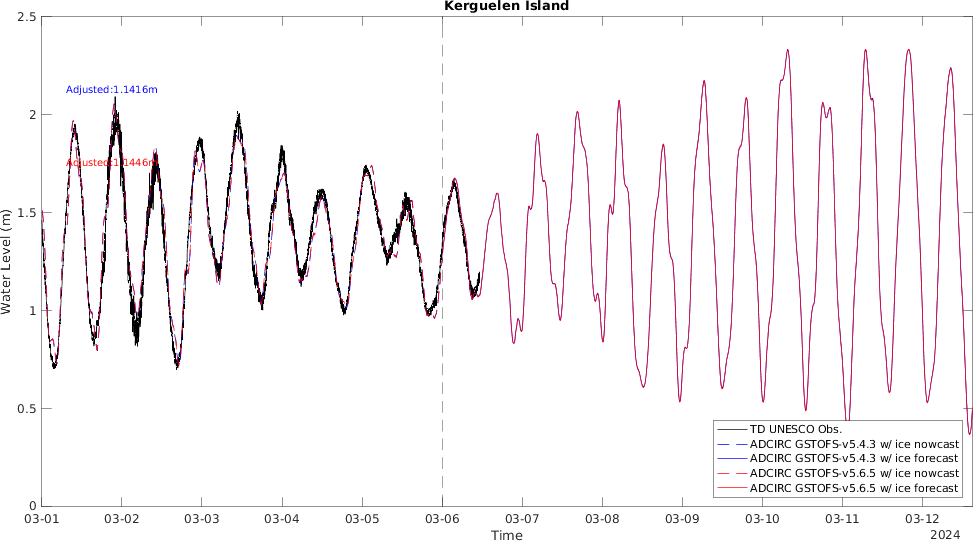 Kerguelen Island
2.5
Adjusted:1.1416m
2
Adjusted:1.1446m
1.5
Water Level (m)
1
0.5
TD UNESCO Obs.
ADCIRC GSTOFS-v5.4.3 w/ ice nowcast
ADCIRC GSTOFS-v5.4.3 w/ ice forecast
ADCIRC GSTOFS-v5.6.5 w/ ice nowcast
ADCIRC GSTOFS-v5.6.5 w/ ice forecast
0
03-01 03-02 03-03 03-04 03-05 03-06 03-07 03-08 03-09 03-10 03-11 03-12
Time
2024